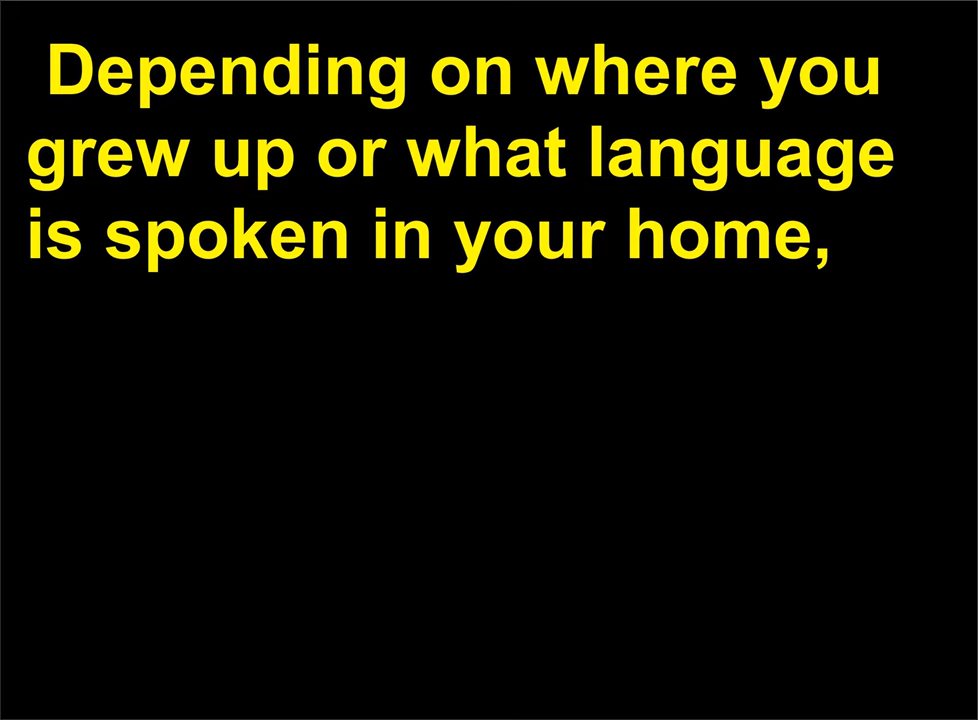 Depending on where you
grew up or what language
is spoken in your home,